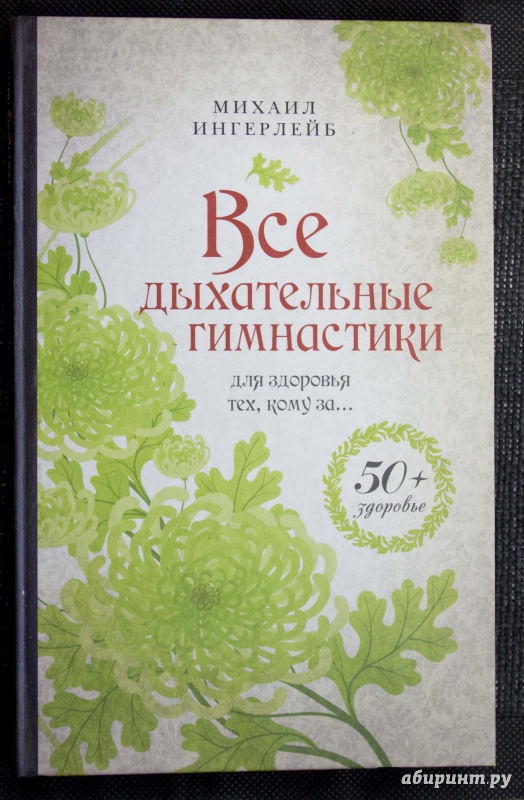 МИХАИЛ
ИНГЕРЛЕЙБ
Все
дыхательные
гимнастики
для здоровья
тех, кому за...
50+
здоровье
абиринт.ру